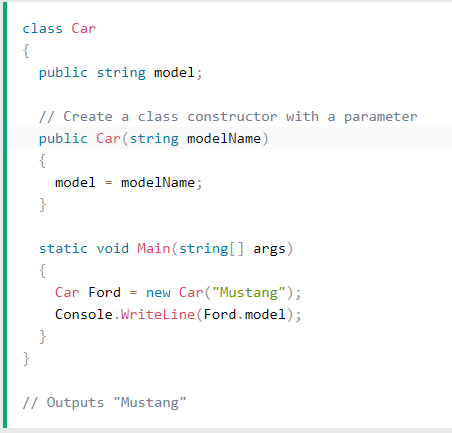 class Car
{
  public string model;

  // Create a class constructor with a parameter
  public Car(string modelName)
  {
    model = modelName;
  }

  static void Main(string[] args)
  {
    Car Ford = new Car("Mustang");
    Console.WriteLine(Ford.model);
  }
}

// Outputs "Mustang"